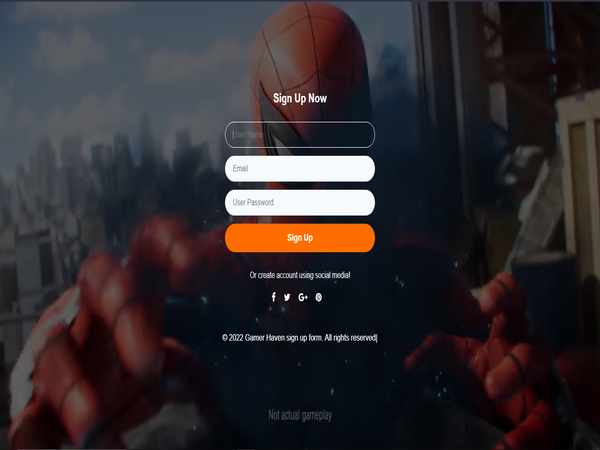 Sign Up Now
User Name
Email
User Password
Sign Up
Or create account using social media!
© 2022 Gamer Haven sign up form. All rights reserved|
Not actual gameplay